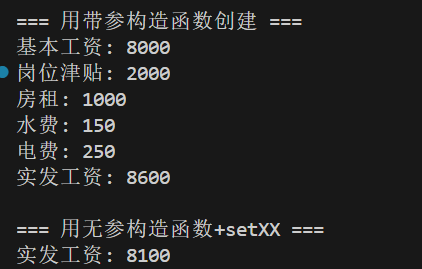 === 用带参构造函数创建 ===
基本工资: 8000
岗位津贴: 2000
房租: 1000
水费: 150
电费: 250
实发工资: 8600
=== 用无参构造函数+setXX ===
实发工资: 8100